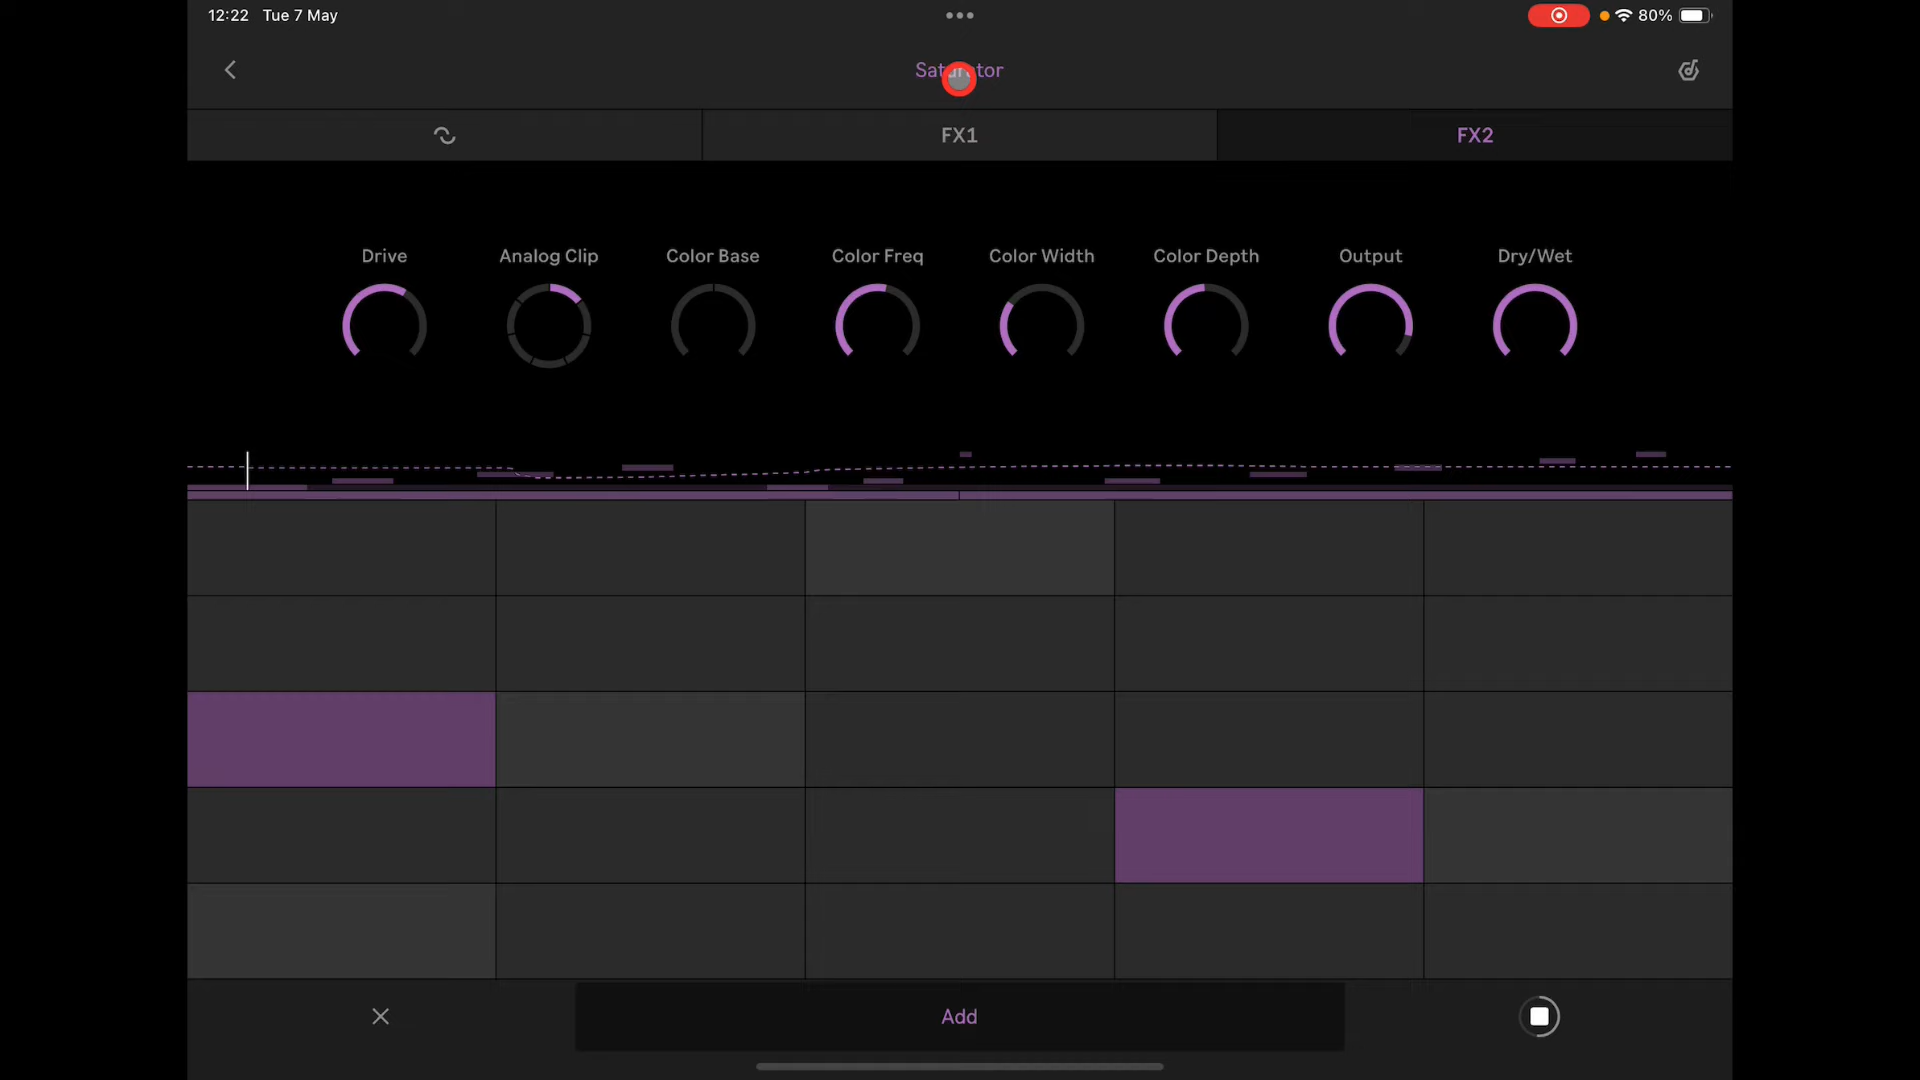 12:22 Tue 7 May
80%
Saturator
FX1 FX2
Drive Analog Clip Color Base Color Freq Color Width Color Depth Output Dry/Wet
Add